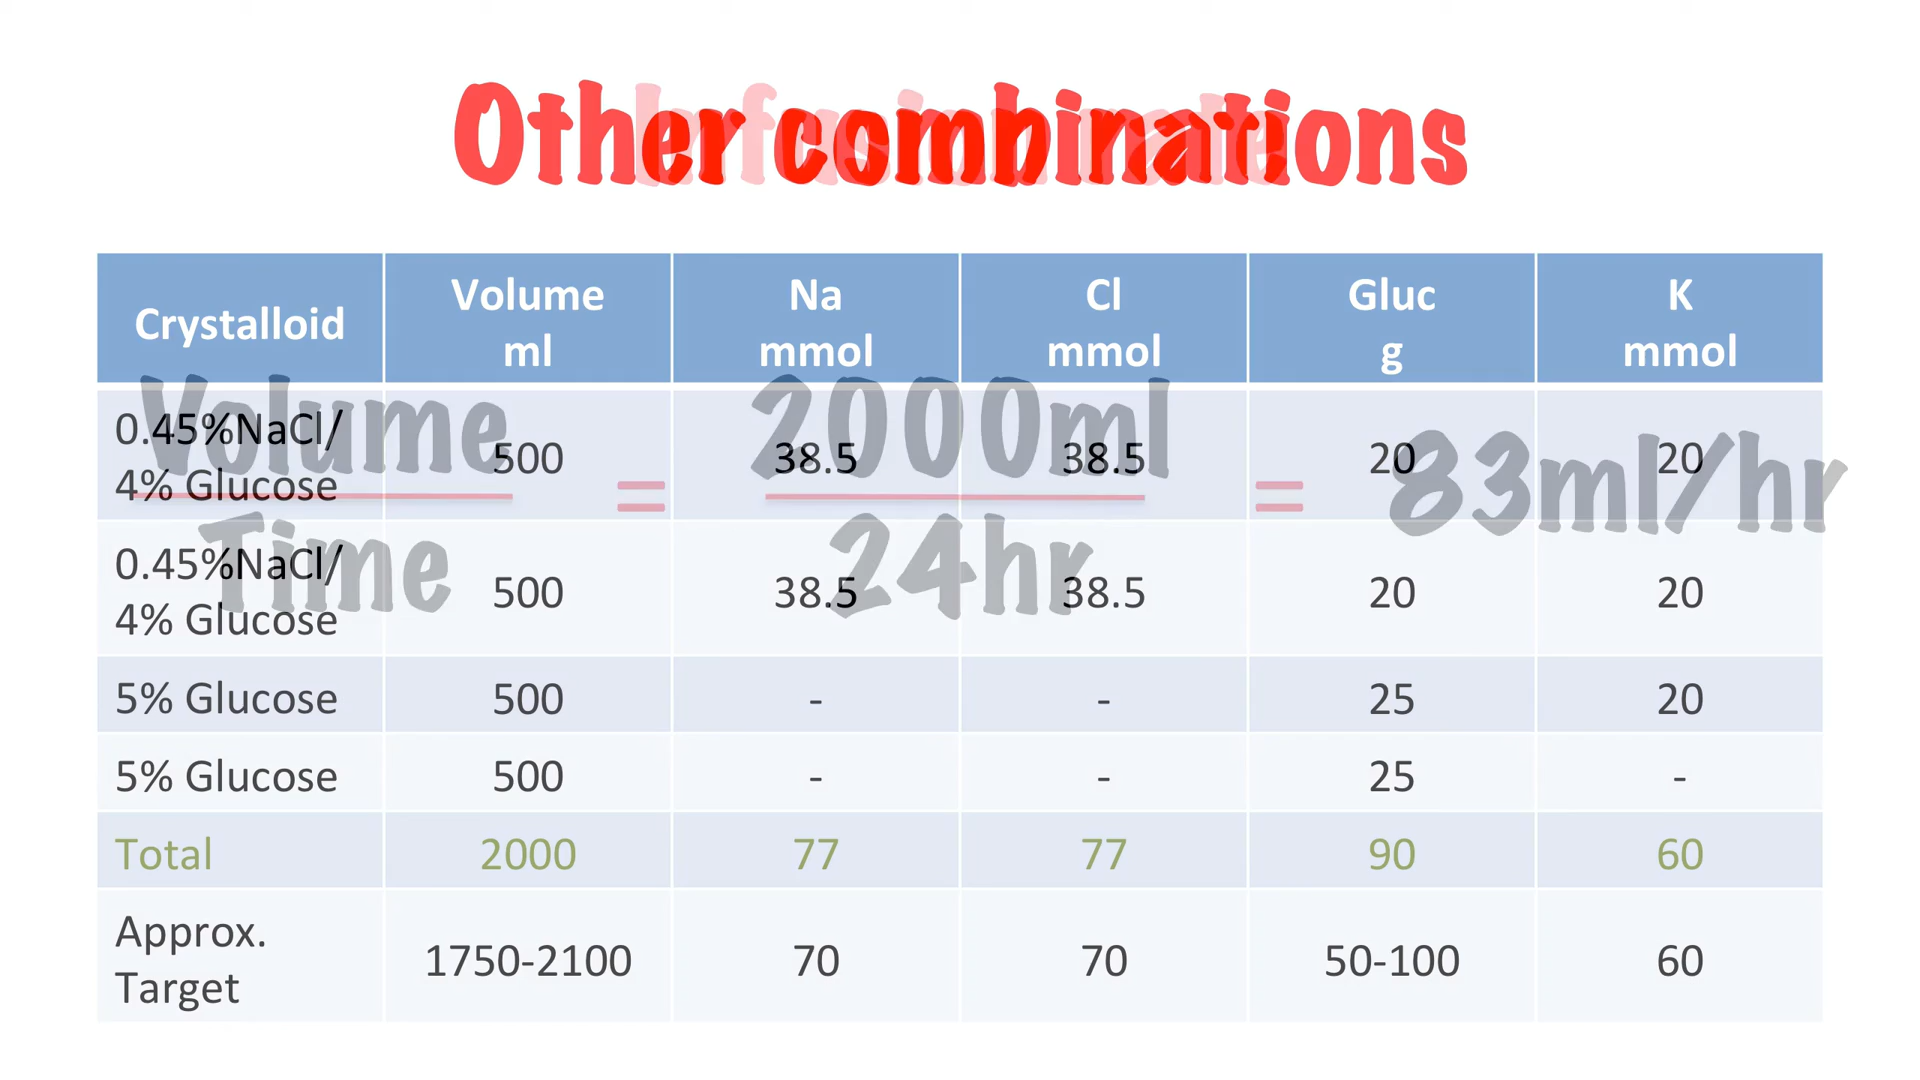 Other combinations
Infusion rate
Crystalloid Volume ml Na mmol Cl mmol Gluc g K mmol
0.45%NaCl/ 4% Glucose 500 38.5 38.5 20 20
0.45%NaCl/ 4% Glucose 500 38.5 38.5 20 20
5% Glucose 500 - - 25 20
5% Glucose 500 - - 25 -
Total 2000 77 77 90 60
Approx. Target 1750-2100 70 70 50-100 60
Volume = 2000ml = 83ml/hr
Time 24hr